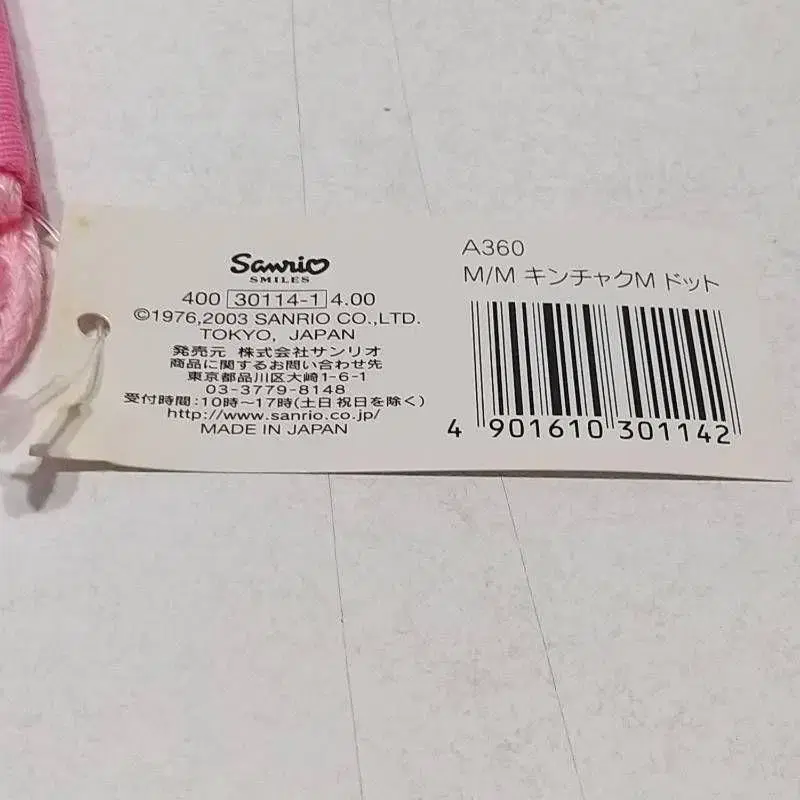 Sanrio
SMILES
400 30114-1 4.00
©1976,2003 SANRIO CO.,LTD.
TOKYO, JAPAN
発売元 株式会社サンリオ
商品に関するお問い合わせ先
東京都品川区大崎1-6-1
03-3779-8148
受付時間:10時~17時(土日祝日を除く)
http://www.sanrio.co.jp/
MADE IN JAPAN
A360
M/M キンチャクM ドット
4 901610 301142